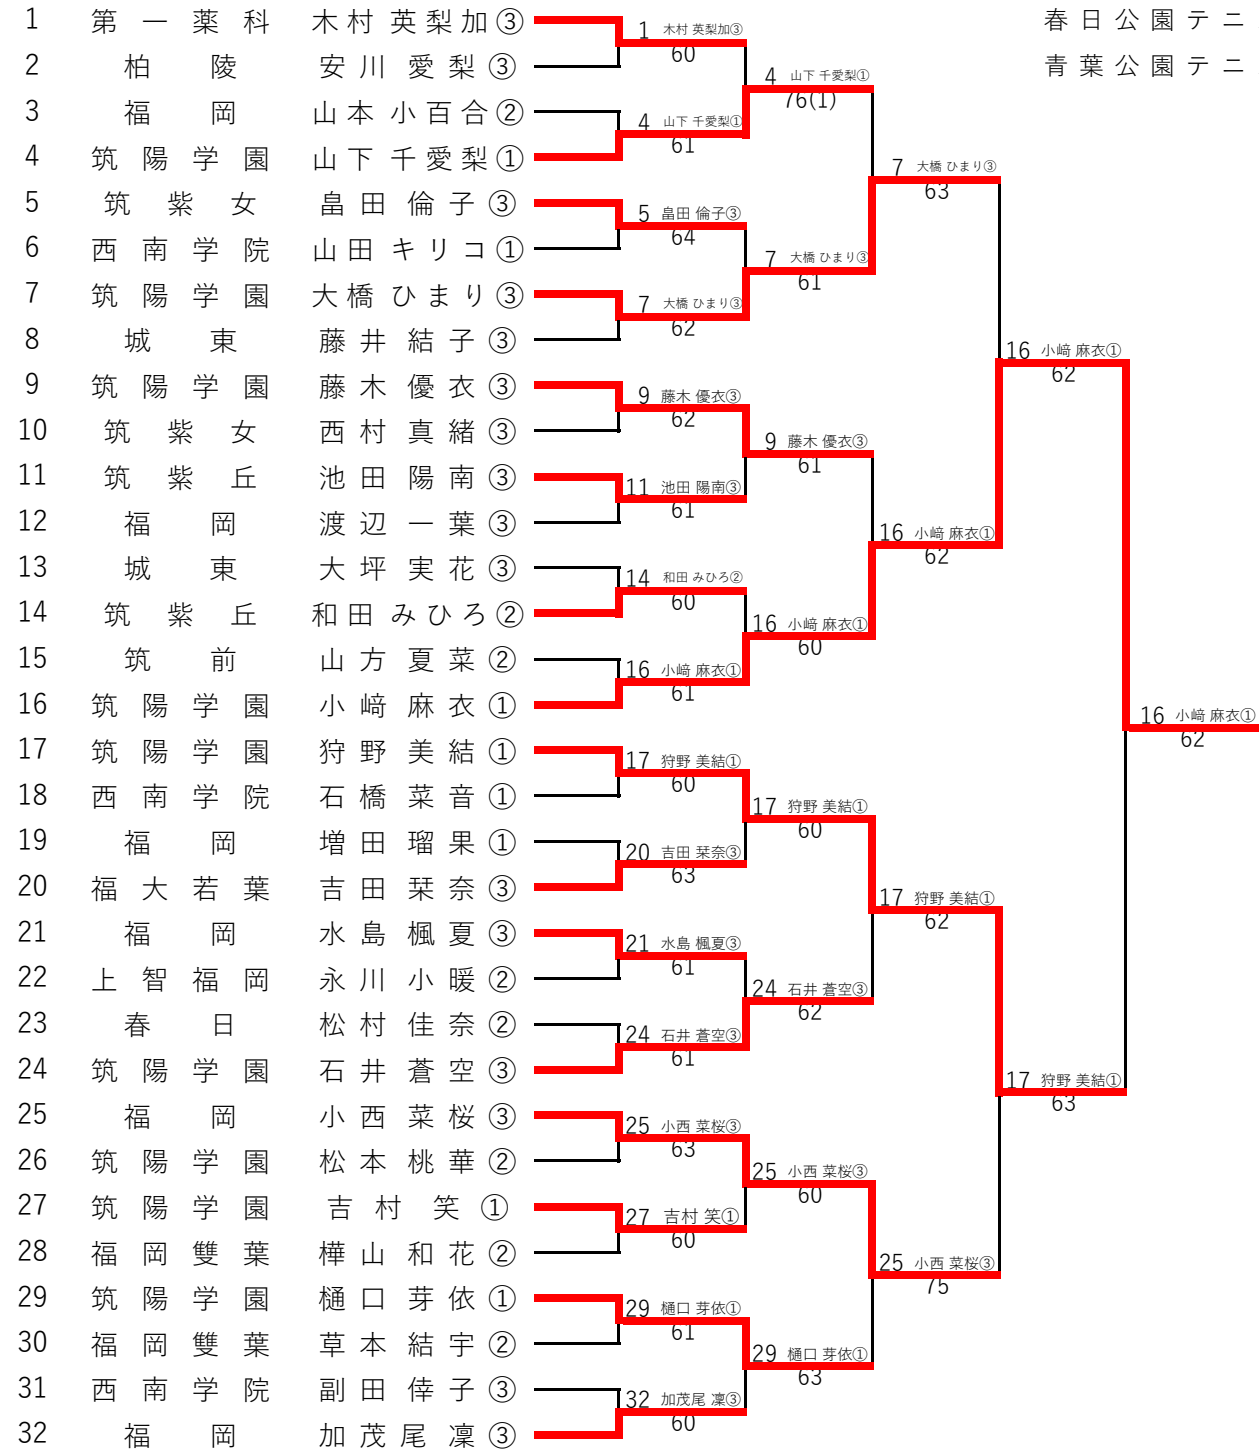 1 第一薬科 木村英梨加③
2 柏陵 安川愛梨③
3 福岡 山本小百合②
4 筑陽学園 山下千愛梨①
5 筑紫女 畠田倫子③
6 西南学院 山田キリコ①
7 筑陽学園 大橋ひまり③
8 城東 藤井結子③
9 筑陽学園 藤木優衣③
10 筑紫女 西村真緒③
11 筑紫丘 池田陽南③
12 福岡 渡辺一葉③
13 城東 大坪実花③
14 筑紫丘 和田みひろ②
15 筑前 山方夏菜②
16 筑陽学園 小﨑麻衣①
17 筑陽学園 狩野美結①
18 西南学院 石橋菜音①
19 福岡 増田瑠果①
20 福大若葉 吉田栞奈③
21 福岡 水島楓夏③
22 上智福岡 永川小暖②
23 春日 松村佳奈②
24 筑陽学園 石井蒼空③
25 福岡 小西菜桜③
26 筑陽学園 松本桃華②
27 筑陽学園 吉村笑①
28 福岡雙葉 樺山和花②
29 筑陽学園 樋口芽依①
30 福岡雙葉 草本結宇②
31 西南学院 副田倖子③
32 福岡 加茂尾凜③
1 木村 英梨加③
60
4 山下 千愛梨①
61
5 畠田 倫子③
64
7 大橋 ひまり③
62
9 藤木 優衣③
62
11 池田 陽南③
61
14 和田 みひろ②
60
16 小﨑 麻衣①
61
17 狩野 美結①
60
20 吉田 栞奈③
63
21 水島 楓夏③
61
24 石井 蒼空③
61
25 小西 菜桜③
63
27 吉村 笑①
60
29 樋口 芽依①
61
32 加茂尾 凜③
60
4 山下 千愛梨①
76(1)
7 大橋 ひまり③
61
9 藤木 優衣③
61
16 小﨑 麻衣①
60
17 狩野 美結①
60
24 石井 蒼空③
62
25 小西 菜桜③
60
29 樋口 芽依①
63
7 大橋 ひまり③
63
16 小﨑 麻衣①
62
17 狩野 美結①
62
25 小西 菜桜③
75
16 小﨑 麻衣①
62
17 狩野 美結①
63
16 小﨑 麻衣①
62
春日公園テニ
青葉公園テニ